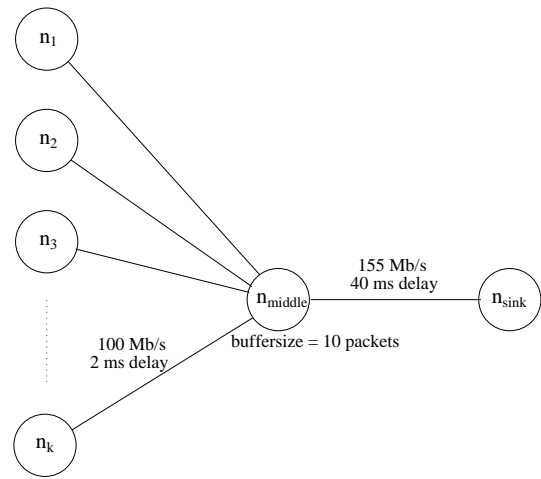 n1
n2
n3
155 Mb/s
40 ms delay
nmiddle
nsink
buffersize = 10 packets
100 Mb/s
2 ms delay
nk